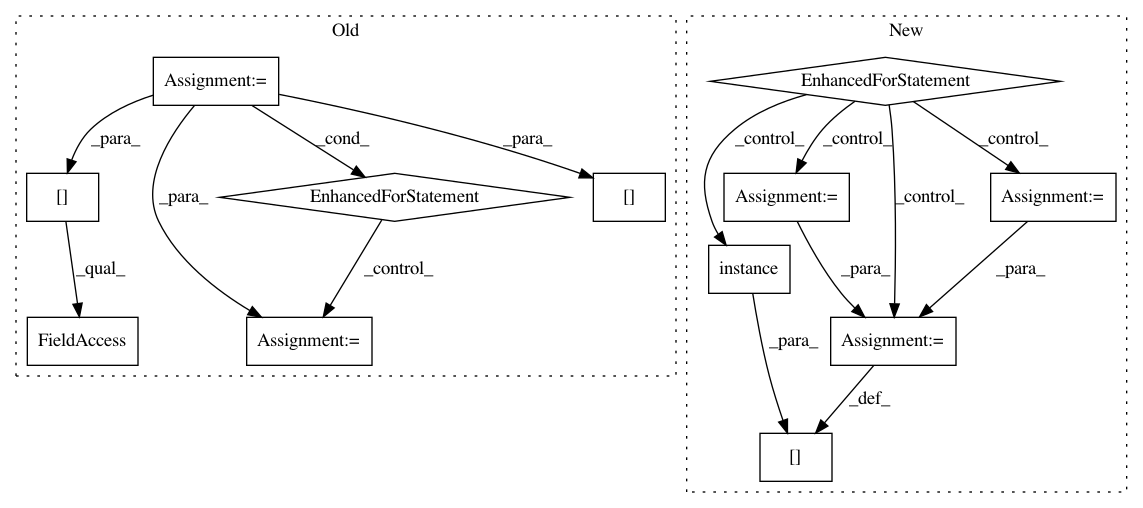 Old
New
Assignment:=
EnhancedForStatement
_para_
_cond_
_para_
_control_
_control_
_control_
[]
_para_
EnhancedForStatement
[]
Assignment:=
_control_
Assignment:=
_qual_
_control_
instance
_para_
_para_
FieldAccess
Assignment:=
_para_
Assignment:=
_def_
[]